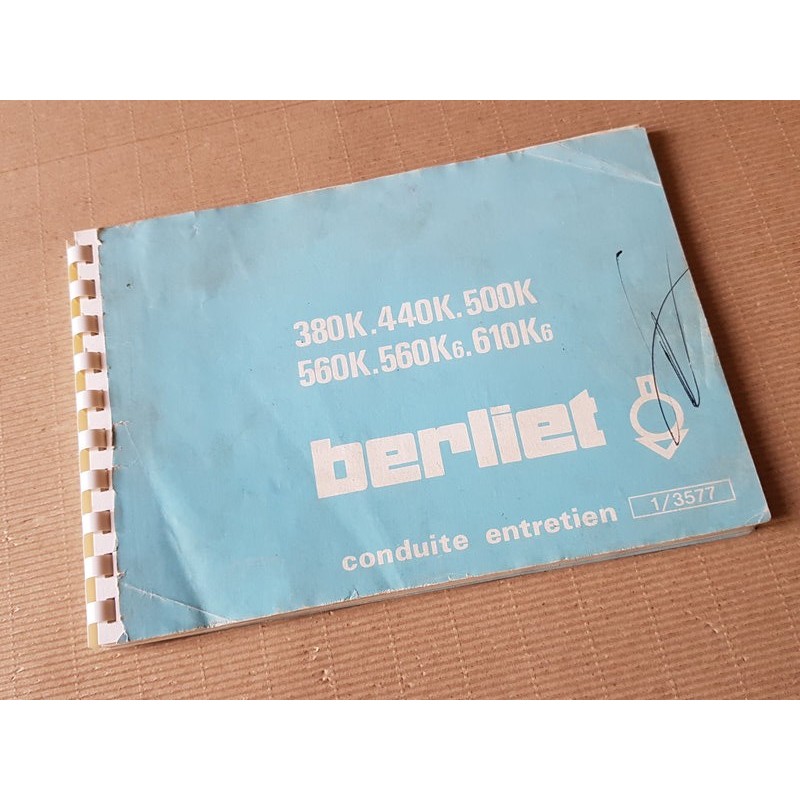 380K.440K.500K
560K.560K6.610K6
berliet
conduite entretien 1/3577